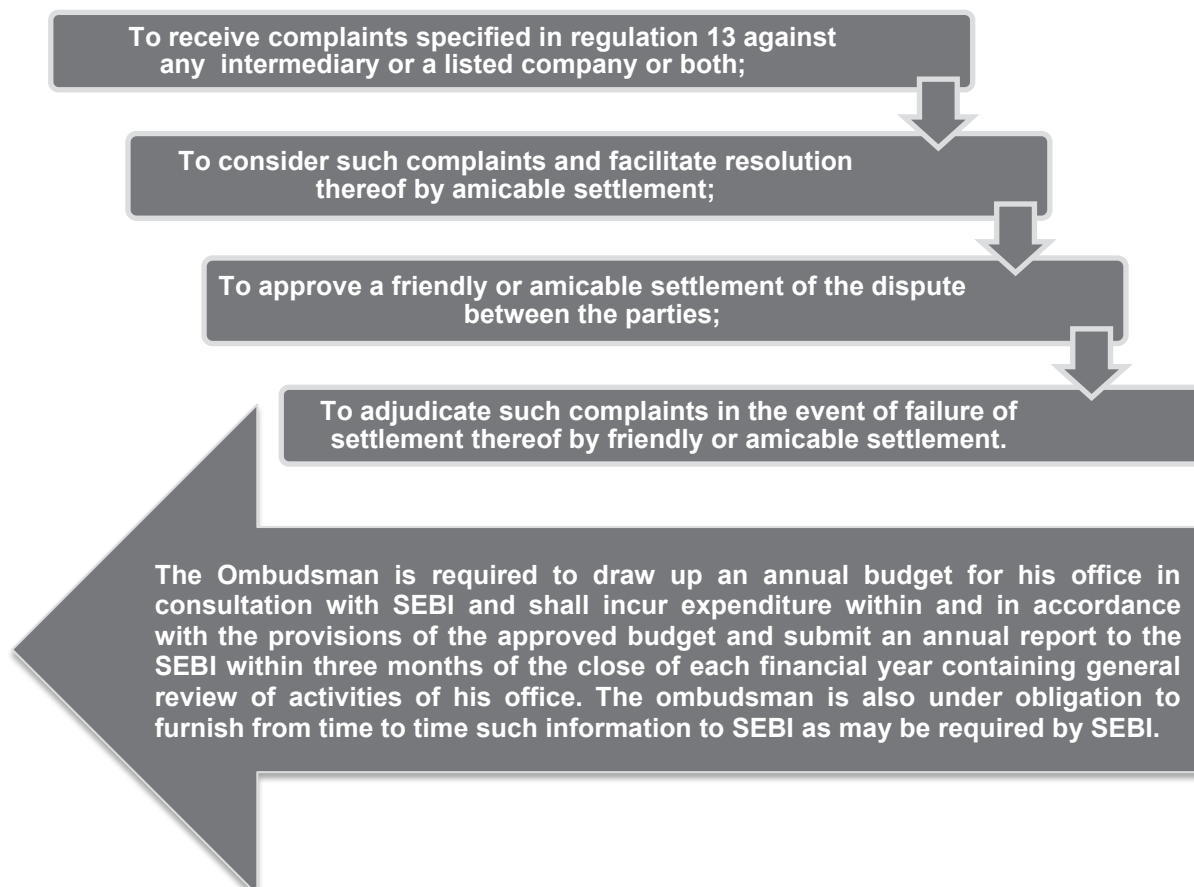 To receive complaints specified in regulation 13 against
any intermediary or a listed company or both;
To consider such complaints and facilitate resolution
thereof by amicable settlement;
To approve a friendly or amicable settlement of the dispute
between the parties;
To adjudicate such complaints in the event of failure of
settlement thereof by friendly or amicable settlement.
The Ombudsman is required to draw up an annual budget for his office in
consultation with SEBI and shall incur expenditure within and in accordance
with the provisions of the approved budget and submit an annual report to the
SEBI within three months of the close of each financial year containing general
review of activities of his office. The ombudsman is also under obligation to
furnish from time to time such information to SEBI as may be required by SEBI.